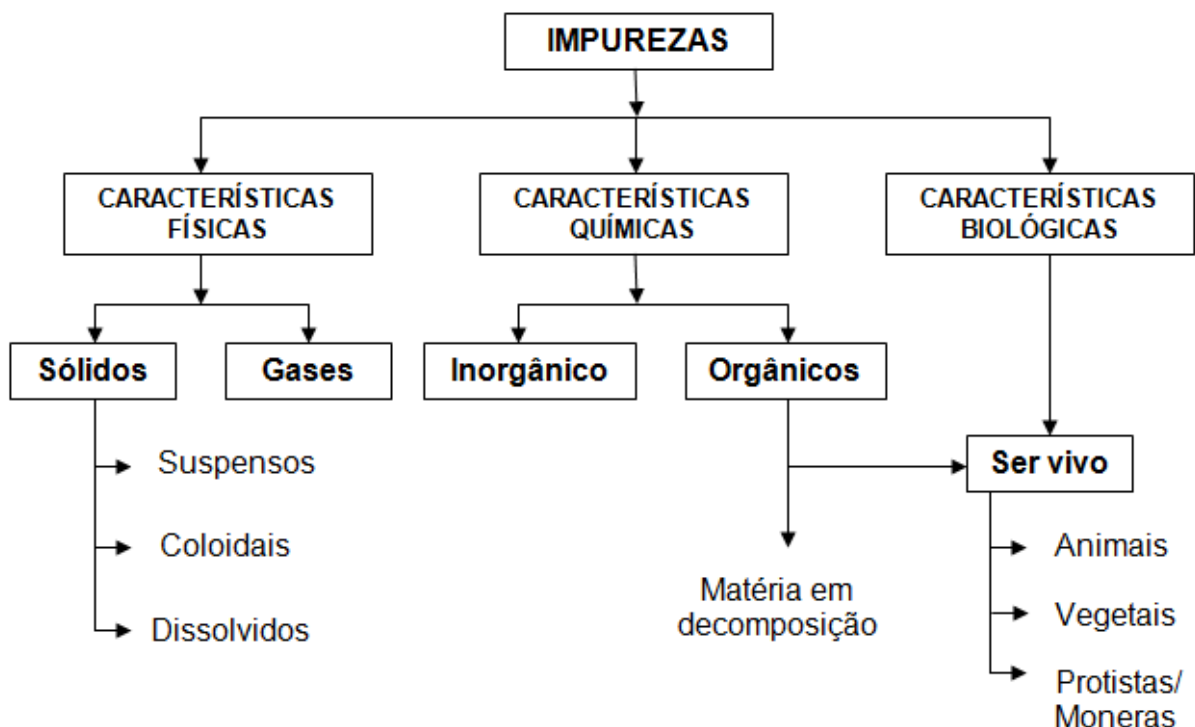 IMPUREZAS
CARACTERÍSTICAS
FÍSICAS
CARACTERÍSTICAS
QUÍMICAS
CARACTERÍSTICAS
BIOLÓGICAS
Sólidos
Gases
Inorgânico
Orgânicos
Suspensos
Ser vivo
Coloidais
Animais
Matéria em
decomposição
Dissolvidos
Vegetais
Protistas/
Moneras